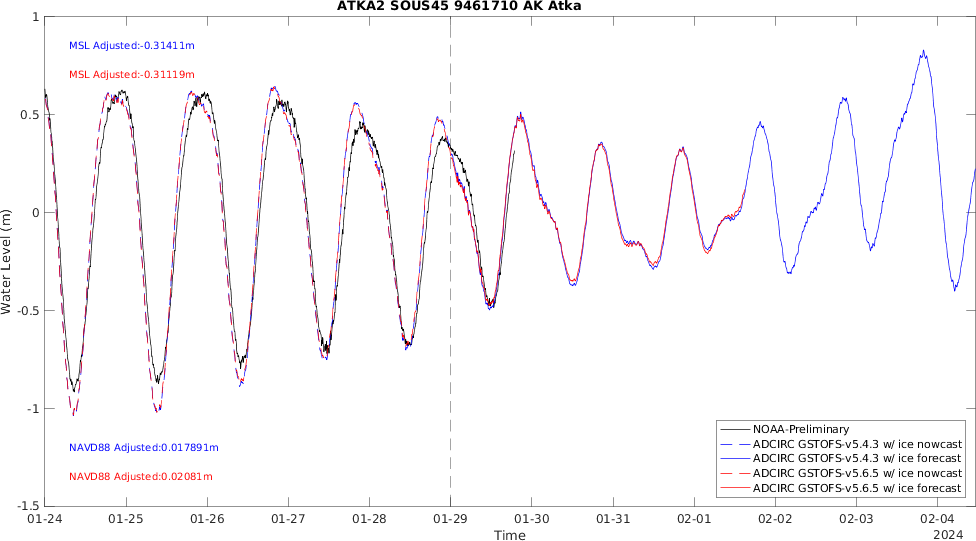 ATKA2 SOUS45 9461710 AK Atka
MSL Adjusted:-0.31411m
MSL Adjusted:-0.31119m
NAVD88 Adjusted:0.017891m
NAVD88 Adjusted:0.02081m
Water Level (m)
1
0.5
0
-0.5
-1
-1.5
NOAA-Preliminary
ADCIRC GSTOFS-v5.4.3 w/ ice nowcast
ADCIRC GSTOFS-v5.4.3 w/ ice forecast
ADCIRC GSTOFS-v5.6.5 w/ ice nowcast
ADCIRC GSTOFS-v5.6.5 w/ ice forecast
01-24 01-25 01-26 01-27 01-28 01-29 01-30 01-31 02-01 02-02 02-03 02-04
Time
2024